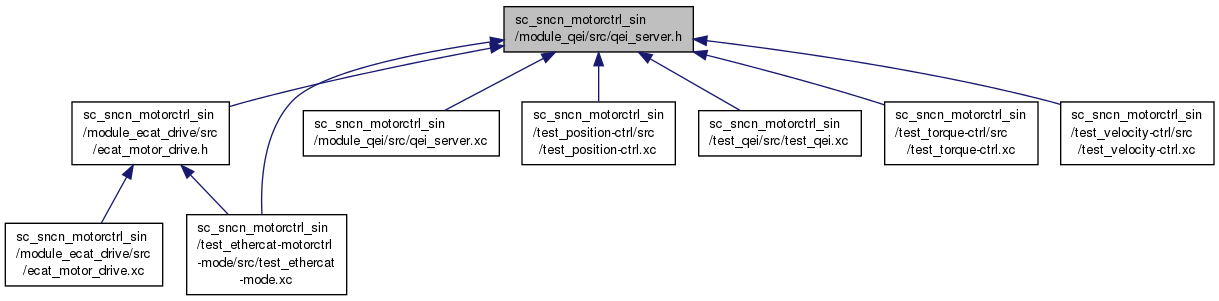 sc_sncn_motorctrl_sin
/module_qei/src/qei_server.h
sc_sncn_motorctrl_sin
/module_ecat_drive/src
/ecat_motor_drive.h
sc_sncn_motorctrl_sin
/module_qei/src/qei_server.xc
sc_sncn_motorctrl_sin
/test_position-ctrl/src
/test_position-ctrl.xc
sc_sncn_motorctrl_sin
/test_qei/src/test_qei.xc
sc_sncn_motorctrl_sin
/test_torque-ctrl/src
/test_torque-ctrl.xc
sc_sncn_motorctrl_sin
/test_velocity-ctrl/src
/test_velocity-ctrl.xc
sc_sncn_motorctrl_sin
/module_ecat_drive/src
/ecat_motor_drive.xc
sc_sncn_motorctrl_sin
/test_ethercat-motorctrl
-mode/src/test_ethercat
-mode.xc